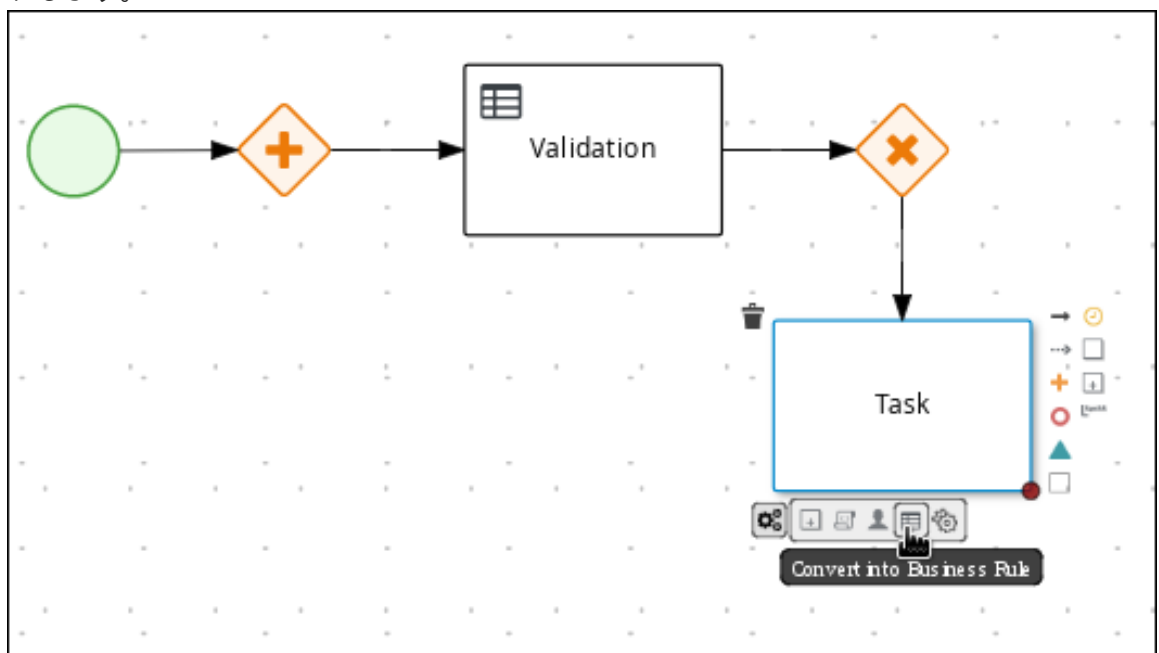 Validation
Task
Convert into Business Rule